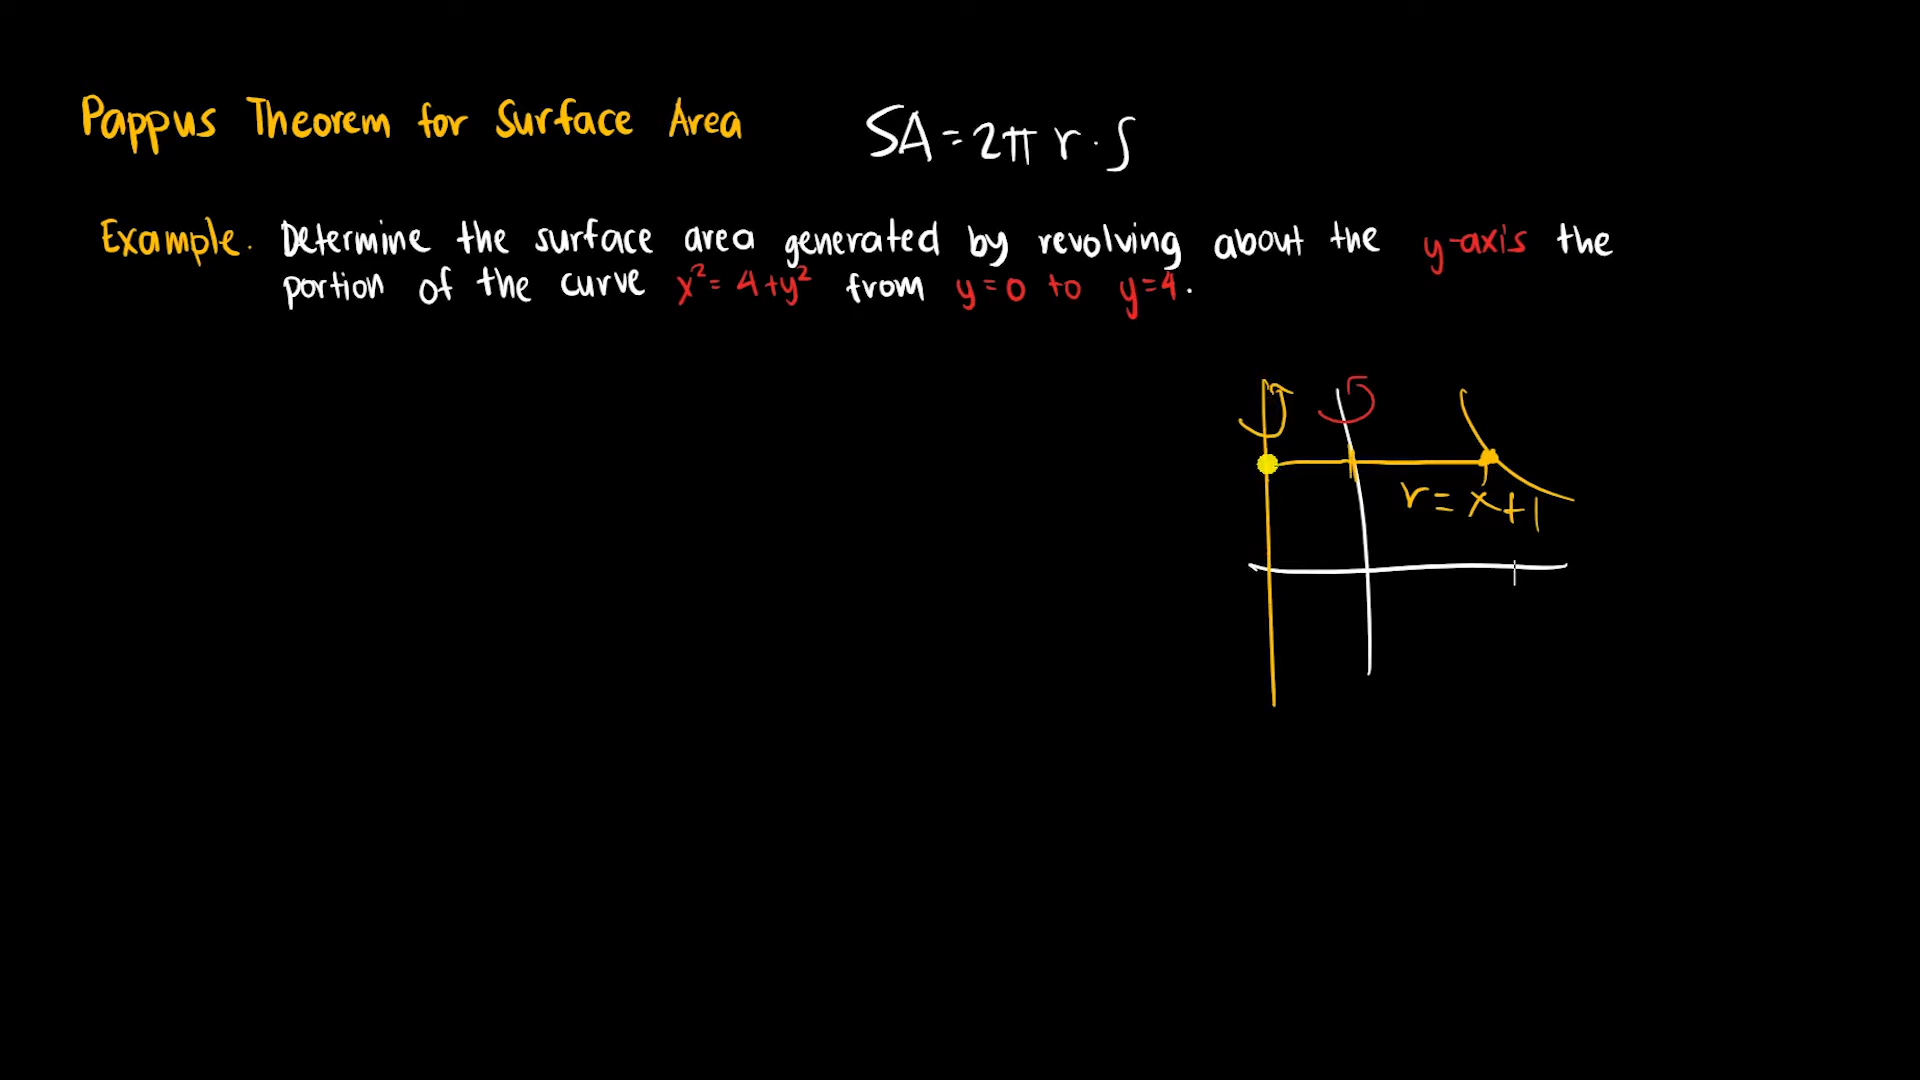 Pappus Theorem for Surface Area
SA = 2π r · S
Example. Determine the surface area generated by revolving about the y-axis the
portion of the curve x² = 4+y² from y=0 to y=4.
r = x+1